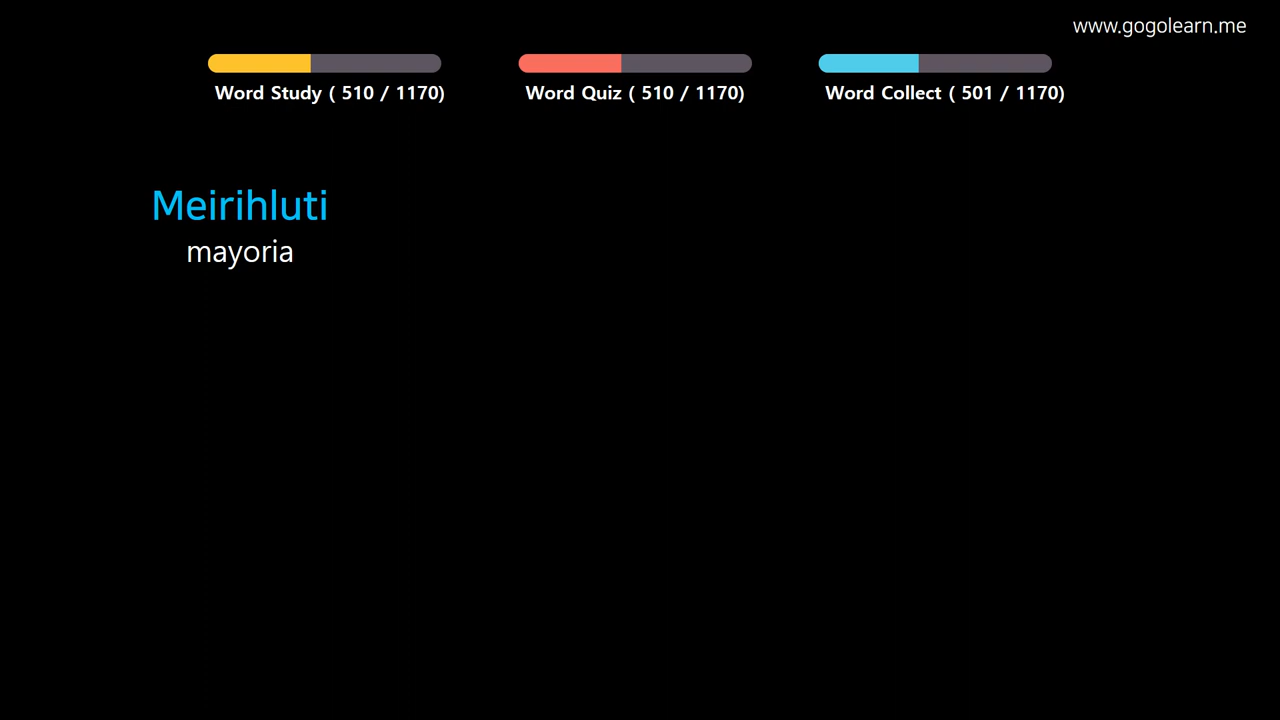 www.gogolearn.me
Word Study ( 510 / 1170)
Word Quiz ( 510 / 1170)
Word Collect ( 501 / 1170)
Meirihluti
mayoria